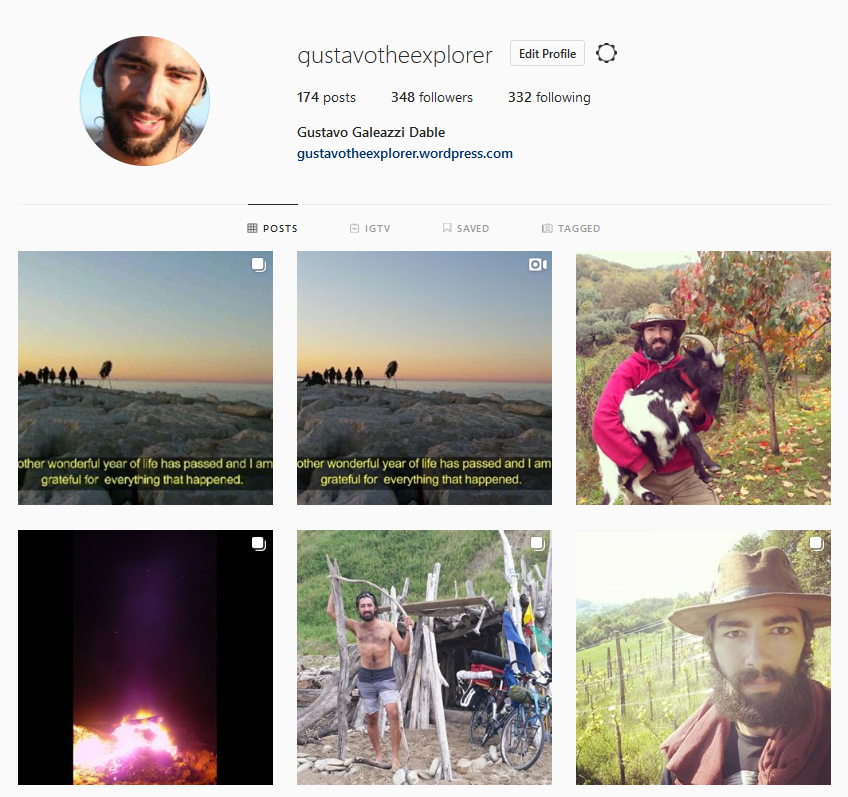 gustavotheexplorer Edit Profile
174 posts 348 followers 332 following
Gustavo Galeazzi Dable
gustavotheexplorer.wordpress.com
POSTS IGTV SAVED TAGGED
other wonderful year of life has passed and I am
grateful for everything that happened.
other wonderful year of life has passed and I am
grateful for everything that happened.